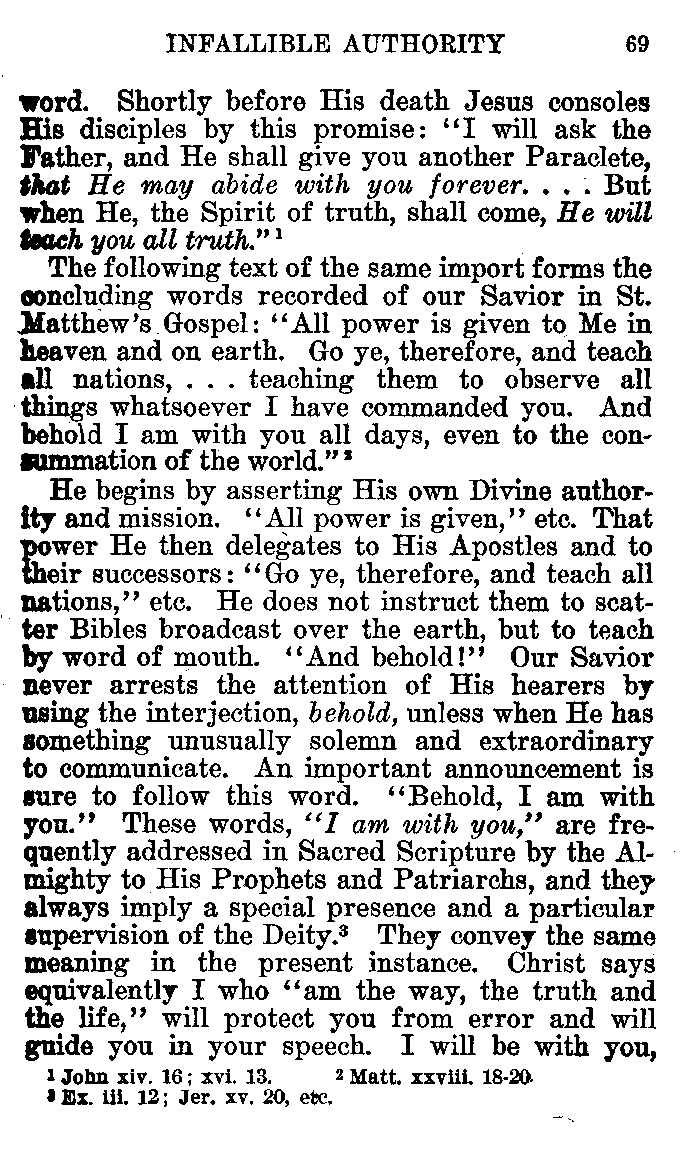 INFALLIBLE AUTHORITY 69
word. Shortly before His death Jesus consoles
His disciples by this promise: "I will ask the
Father, and He shall give you another Paraclete,
that He may abide with you forever. . . . But
when He, the Spirit of truth, shall come, He will
teach you all truth." 1
The following text of the same import forms the
concluding words recorded of our Savior in St.
Matthew's Gospel: "All power is given to Me in
heaven and on earth. Go ye, therefore, and teach
all nations, . . . teaching them to observe all
things whatsoever I have commanded you. And
behold I am with you all days, even to the con-
summation of the world." 2
He begins by asserting His own Divine author-
ity and mission. "All power is given," etc. That
power He then delegates to His Apostles and to
their successors: "Go ye, therefore, and teach all
nations," etc. He does not instruct them to scat-
ter Bibles broadcast over the earth, but to teach
by word of mouth. "And behold!" Our Savior
never arrests the attention of His hearers by
using the interjection, behold, unless when He has
something unusually solemn and extraordinary
to communicate. An important announcement is
sure to follow this word. "Behold, I am with
you." These words, "I am with you," are fre-
quently addressed in Sacred Scripture by the Al-
mighty to His Prophets and Patriarchs, and they
always imply a special presence and a particular
supervision of the Deity.3 They convey the same
meaning in the present instance. Christ says
equivalently I who "am the way, the truth and
the life," will protect you from error and will
guide you in your speech. I will be with you,
1 John xiv. 16; xvi. 13. 2 Matt. xxviii. 18-20.
3 Ex. iii. 12; Jer. xv. 20, etc.